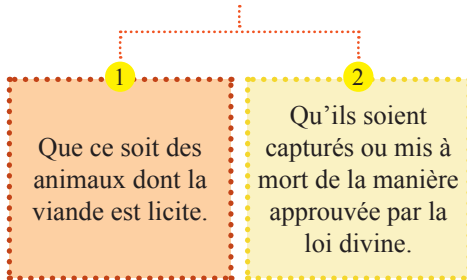 1
Que ce soit des
animaux dont la
viande est licite.
2
Qu’ils soient
capturés ou mis à
mort de la manière
approuvée par la
loi divine.